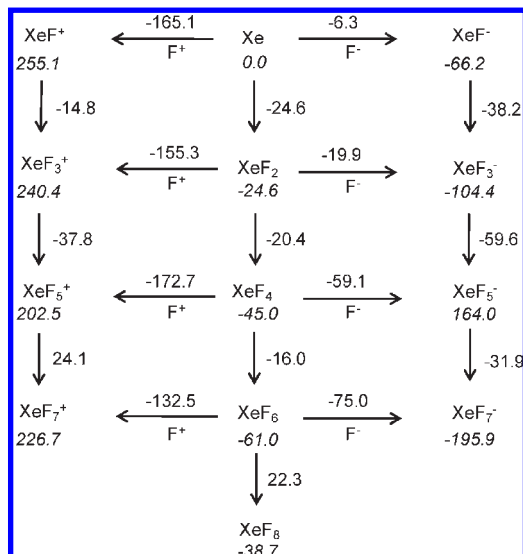 -165.1 -6.3
XeF⁺ Xe XeF⁻
F⁺ F⁻
255.1 0.0 -66.2
-14.8 -24.6 -38.2
-155.3 -19.9
XeF₃⁺ XeF₂ XeF₃⁻
F⁺ F⁻
240.4 -24.6 -104.4
-37.8 -20.4 -59.6
-172.7 -59.1
XeF₅⁺ XeF₄ XeF₅⁻
F⁺ F⁻
202.5 -45.0 164.0
24.1 -16.0 -31.9
-132.5 -75.0
XeF₇⁺ XeF₆ XeF₇⁻
F⁺ F⁻
226.7 -61.0 -195.9
22.3
XeF₈
-38.7